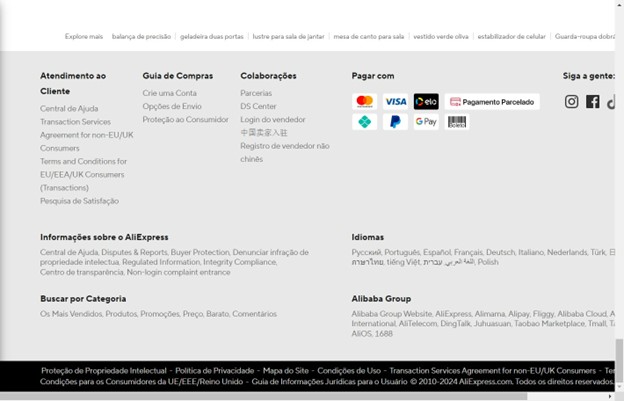 Explore mais balança de precisão geladeira duas portas lustre para sala de jantar mesa de canto para sala vestido verde oliva estabilizador de celular Guarda-roupa
Atendimento ao
Cliente
Central de Ajuda
Transaction Services
Agreement for non-EU/UK
Consumers
Terms and Conditions for
EU/EEA/UK Consumers
(Transactions)
Pesquisa de Satisfação
Guia de Compras
Crie uma Conta
Opções de Envio
Proteção ao Consumidor
Colaborações
Parcerias
DS Center
Login do vendedor
中国卖家入驻
Registro de vendedor não
chinês
Pagar com
VISA elo Pagamento Parcelado
G Pay Boleto
Siga a gente:
Informações sobre o AliExpress
Central de Ajuda, Disputes & Reports, Buyer Protection, Denunciar infração de
propriedade intelectua, Regulated Information, Integrity Compliance,
Centro de transparência, Non-login complaint entrance
Idiomas
Русский, Português, Español, Français, Deutsch, Italiano, Nederlands, Türk,
ภาษาไทย, tiếng Việt, עברית, اللغة العربي, Polish
Buscar por Categoria
Os Mais Vendidos, Produtos, Promoções, Preço, Barato, Comentários
Alibaba Group
Alibaba Group Website, AliExpress, Alimama, Alipay, Fliggy, Alibaba Cloud,
International, AliTelecom, DingTalk, Juhuasuan, Taobao Marketplace, Tmall,
AliOS, 1688
Proteção de Propriedade Intelectual - Política de Privacidade - Mapa do Site - Condições de Uso - Transaction Services Agreement for non-EU/UK Consumers -
Condições para os Consumidores da UE/EEE/Reino Unido - Guia de Informações Jurídicas para o Usuário © 2010-2024 AliExpress.com. Todos os direitos reservados.